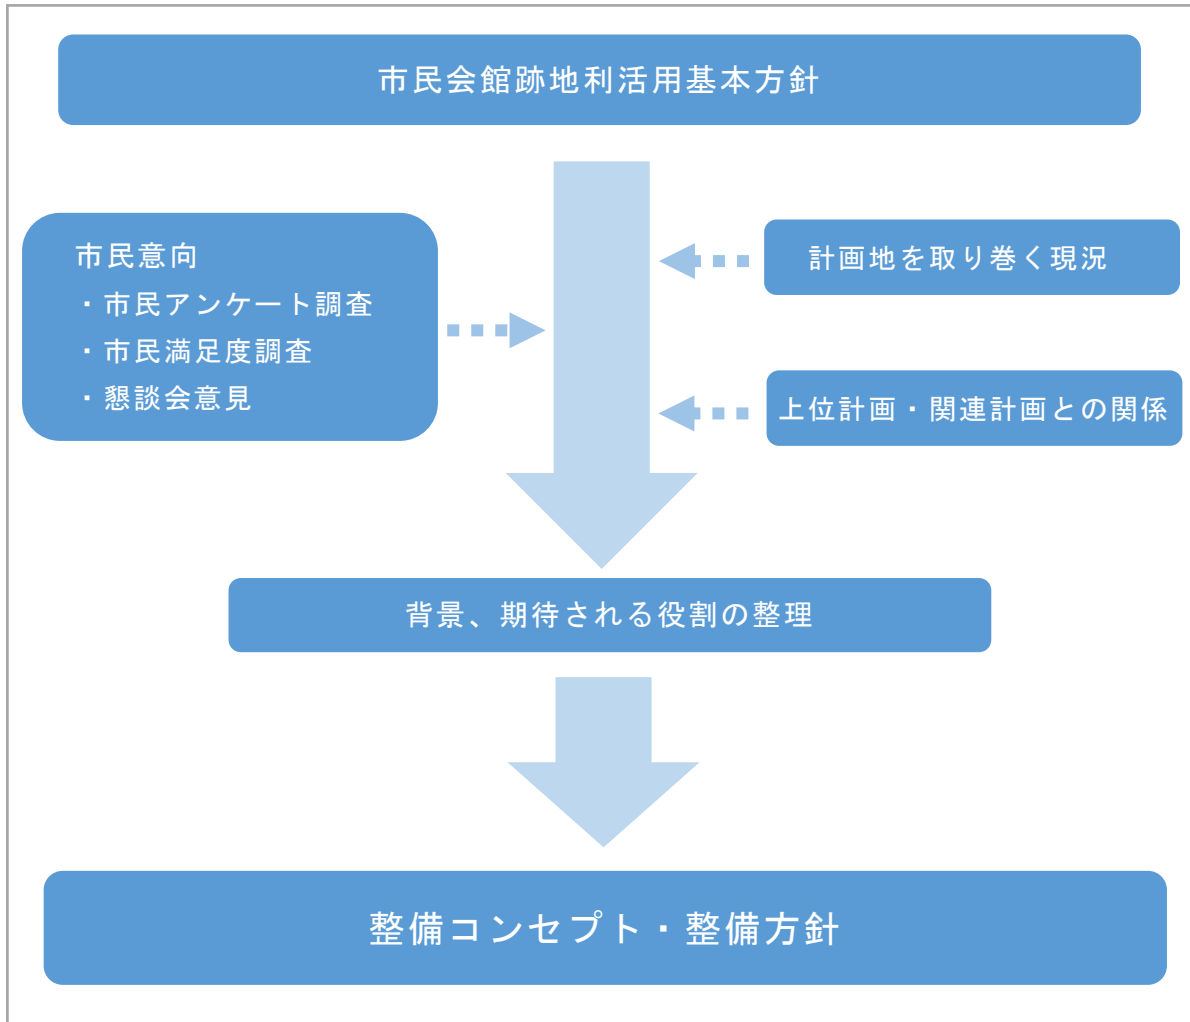 市民会館跡地利活用基本方針
市民意向
・市民アンケート調査
・市民満足度調査
・懇談会意見
計画地を取り巻く現況
上位計画・関連計画との関係
背景、期待される役割の整理
整備コンセプト・整備方針